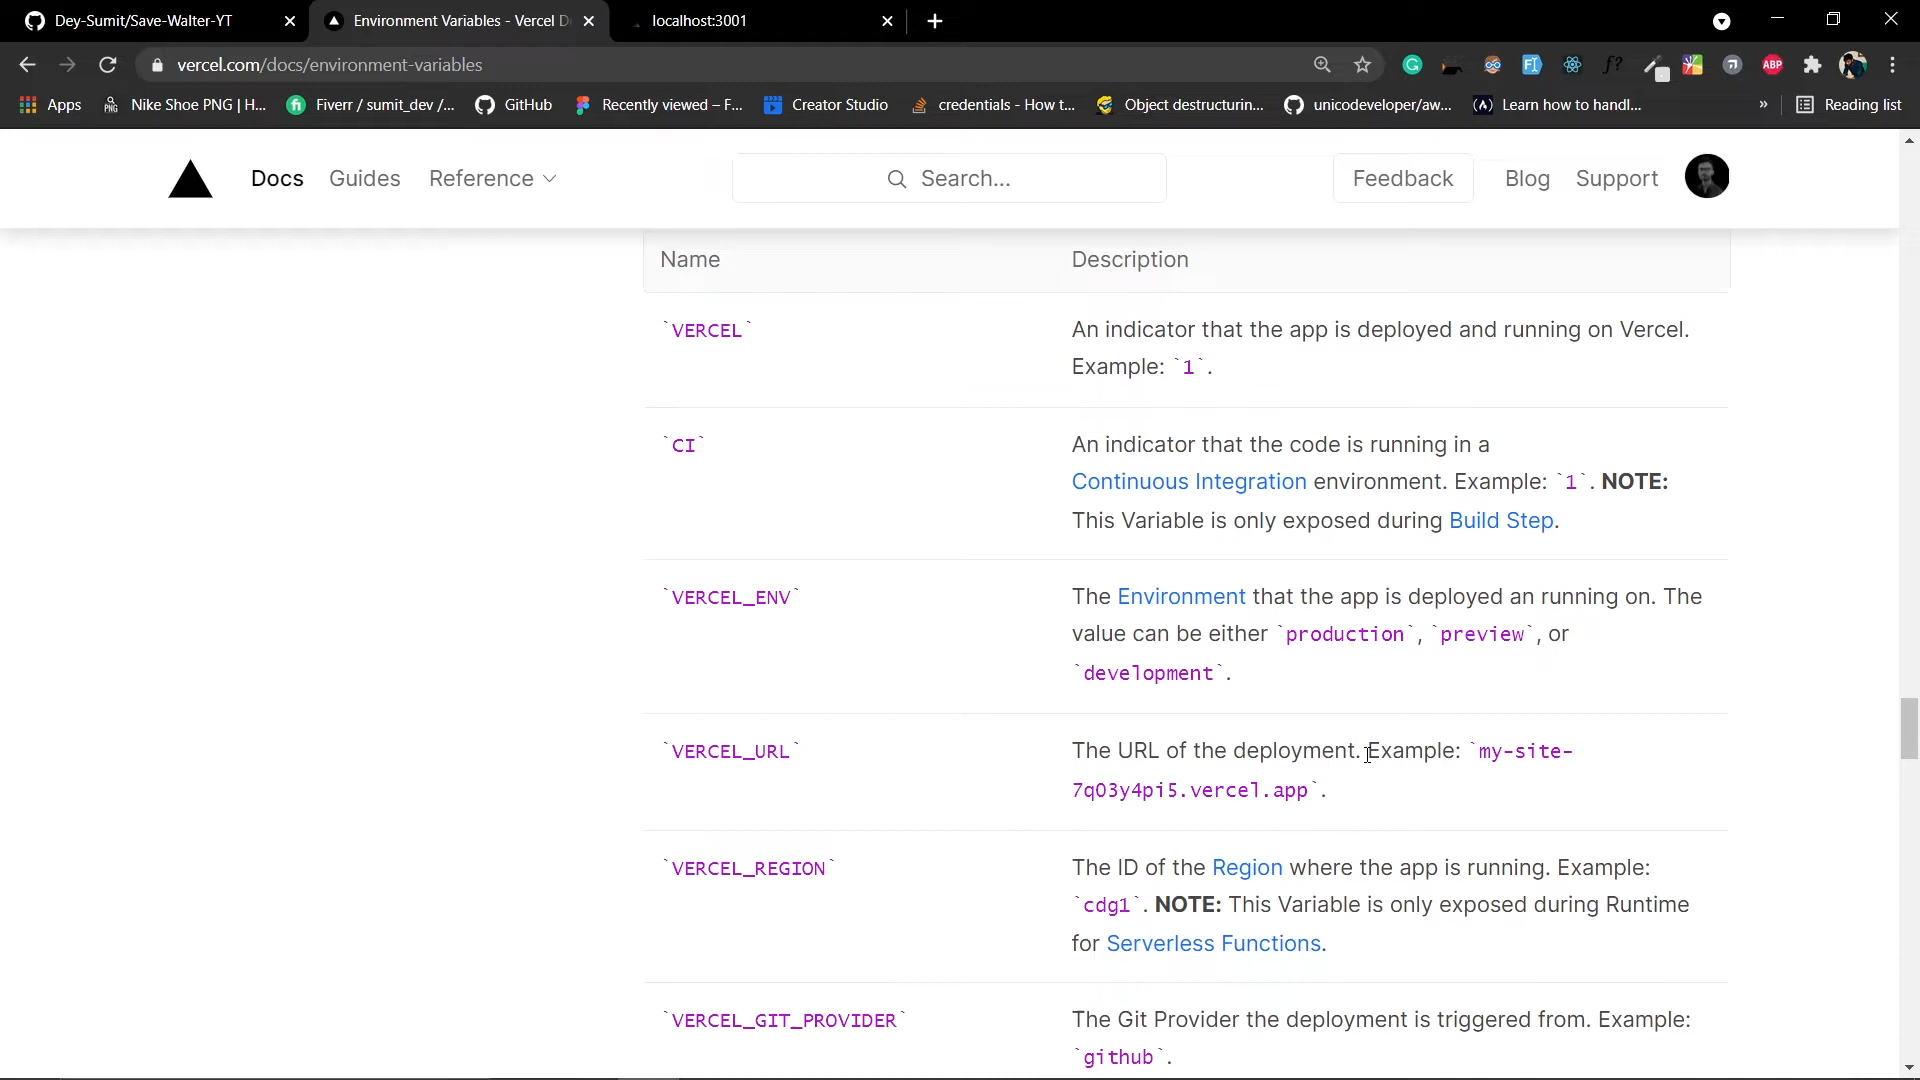 Dey-Sumit/Save-Walter-YT
Environment Variables - Vercel D
localhost:3001
vercel.com/docs/environment-variables
Apps
Nike Shoe PNG | H...
Fiverr / sumit_dev /...
GitHub
Recently viewed – F...
Creator Studio
credentials - How t...
Object destructurin...
unicodeveloper/aw...
Learn how to handl...
»
Reading list
Docs
Guides
Reference
Search...
Feedback
Blog
Support
Name
Description
`VERCEL`
An indicator that the app is deployed and running on Vercel.
Example: `1`.
`CI`
An indicator that the code is running in a
Continuous Integration environment. Example: `1`. NOTE:
This Variable is only exposed during Build Step.
`VERCEL_ENV`
The Environment that the app is deployed an running on. The
value can be either `production`, `preview`, or
`development`.
`VERCEL_URL`
The URL of the deployment. Example: `my-site-
7q03y4pi5.vercel.app`.
`VERCEL_REGION`
The ID of the Region where the app is running. Example:
`cdg1`. NOTE: This Variable is only exposed during Runtime
for Serverless Functions.
`VERCEL_GIT_PROVIDER`
The Git Provider the deployment is triggered from. Example:
`github`.